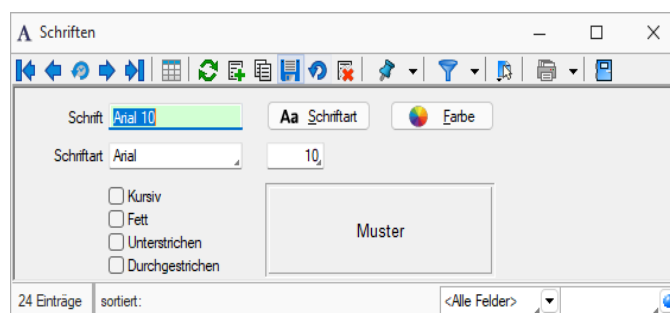 A Schriften
Schrift Arial 10 Aa Schriftart Farbe
Schriftart Arial 10
Kursiv
Fett
Unterstrichen
Durchgestrichen
Muster
24 Einträge sortiert: <Alle Felder>